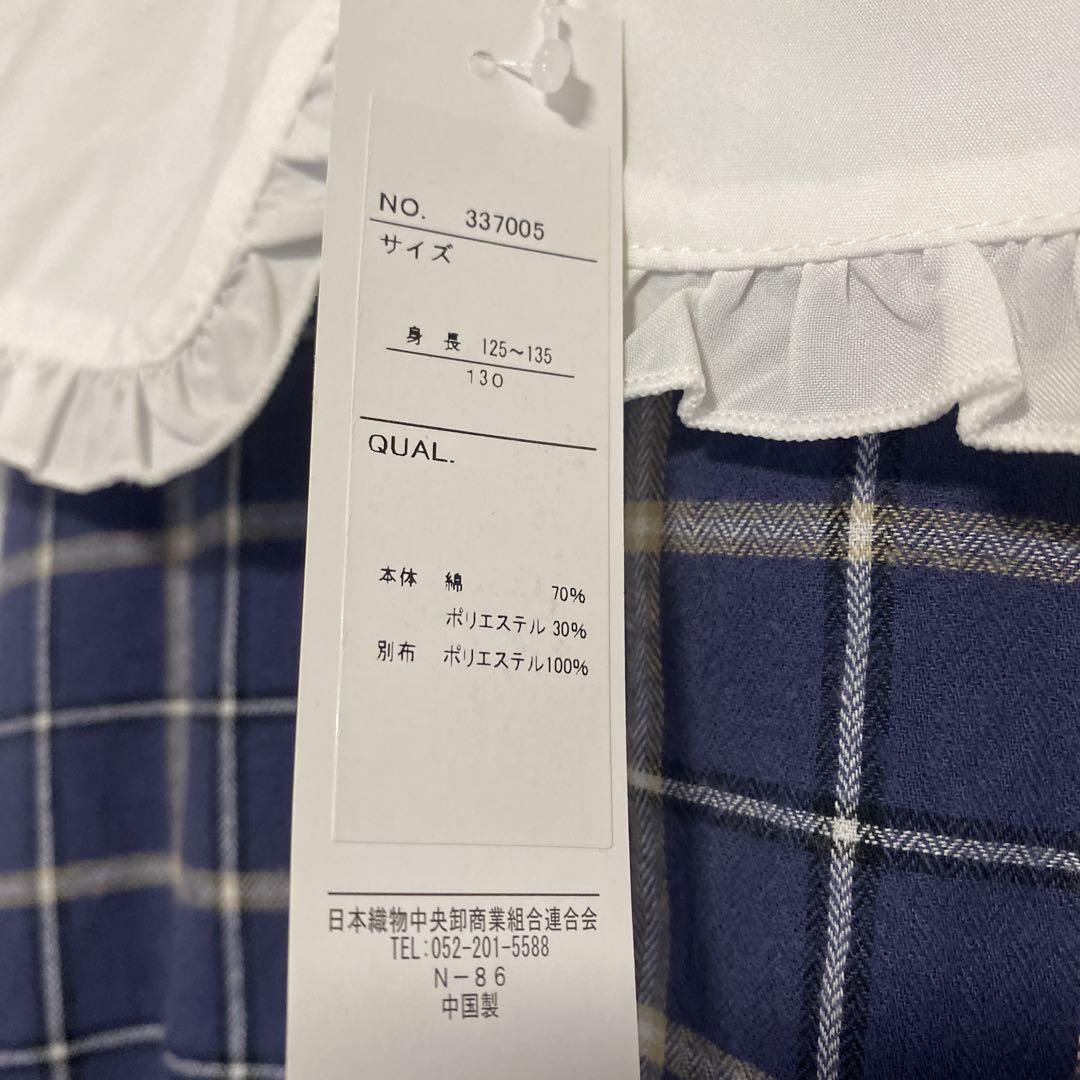 NO. 337005
サイズ
身長 125～135
130
QUAL.
本体 綿 70%
ポリエステル 30%
別布 ポリエステル100%
日本織物中央卸商業組合連合会
TEL:052-201-5588
N-86
中国製